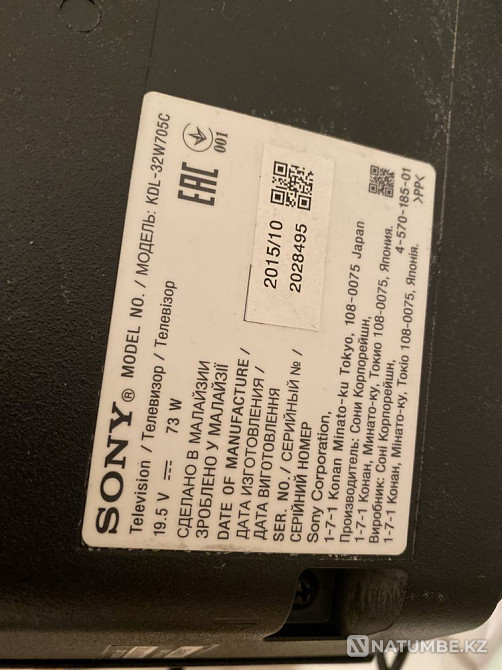 SONY® MODEL NO. / МОДЕЛЬ: KDL-32W705C
Television / Телевизор / Телевізор
19.5 V ⎓ 73 W
EAC
001
СДЕЛАНО В МАЛАЙЗИИ
ЗРОБЛЕНО У МАЛАЙЗІЇ
DATE OF MANUFACTURE /
ДАТА ИЗГОТОВЛЕНИЯ /
ДАТА ВИГОТОВЛЕННЯ
2015/10
SER. NO./ СЕРИЙНЫЙ № /
СЕРІЙНИЙ НОМЕР
2028495
Sony Corporation,
1-7-1 Konan Minato-ku Tokyo, 108-0075 Japan
Производитель: Сони Корпорейшн,
1-7-1 Конан, Минато-ку, Токио 108-0075, Япония.
Виробник: Соні Корпорейшн,
1-7-1 Конан, Мінато-ку, Токіо 108-0075, Японія.
4-570-185-01
>PP<
NATUMBE.KZ